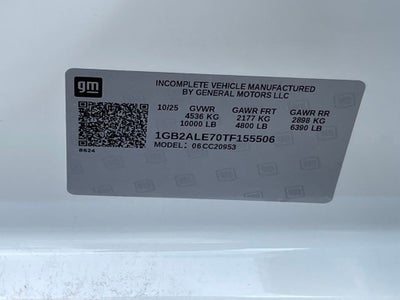 gm
INCOMPLETE VEHICLE MANUFACTURED
BY GENERAL MOTORS LLC
10/25 GVWR GAWR FRT GAWR RR
4536 KG 2177 KG 2898 KG
10000 LB 4800 LB 6390 LB
1GB2ALE70TF155506
MODEL: 06CC20953
8624